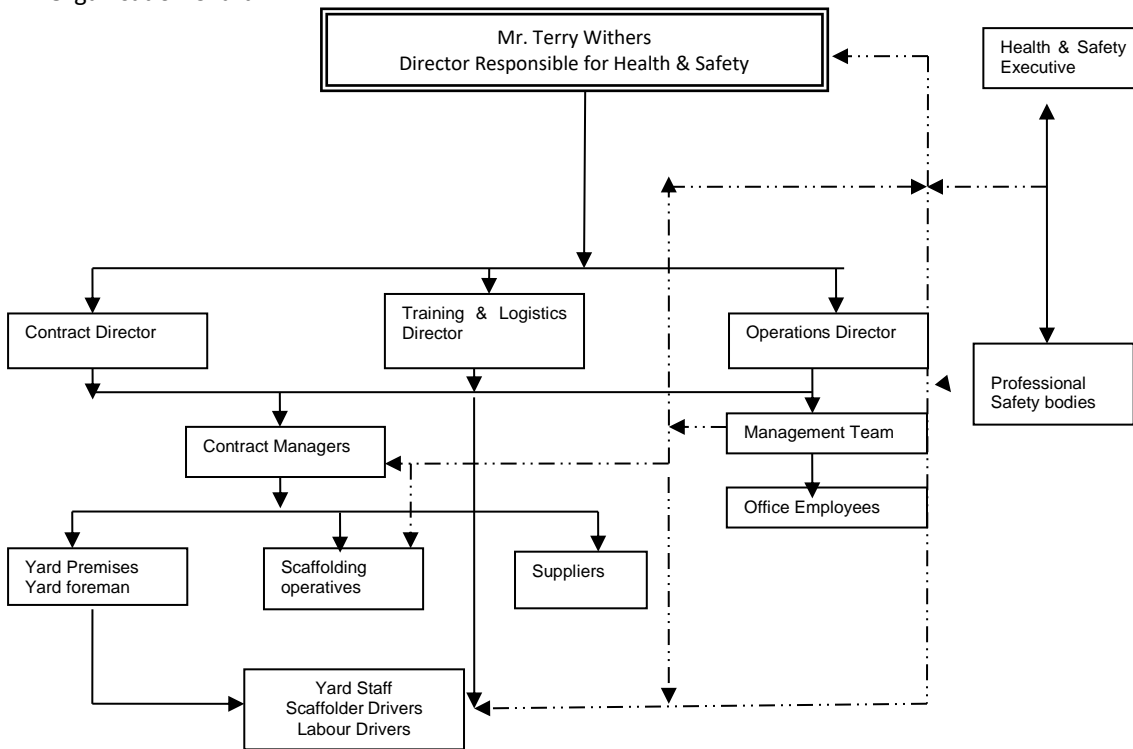 Mr. Terry Withers
Director Responsible for Health & Safety
Health & Safety
Executive
Contract Director
Training & Logistics
Director
Operations Director
Professional
Safety bodies
Contract Managers
Management Team
Office Employees
Yard Premises
Yard foreman
Scaffolding
operatives
Suppliers
Yard Staff
Scaffolder Drivers
Labour Drivers